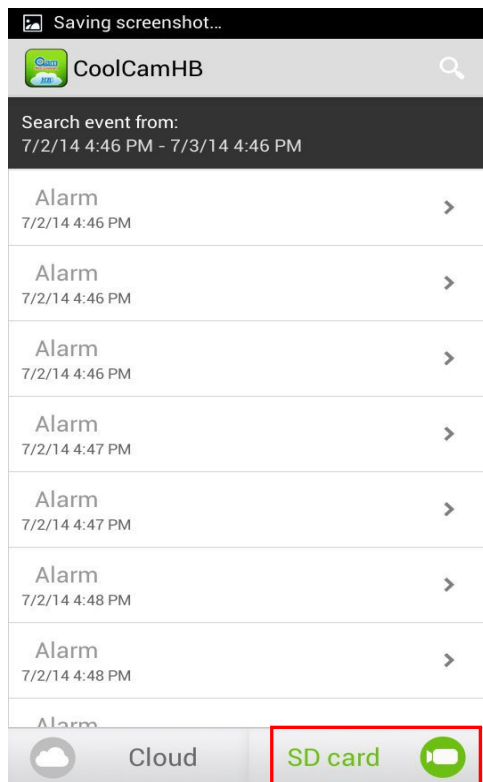 Saving screenshot...
Cam
HB
CoolCamHB
Search event from:
7/2/14 4:46 PM - 7/3/14 4:46 PM
Alarm
7/2/14 4:46 PM
Alarm
7/2/14 4:46 PM
Alarm
7/2/14 4:46 PM
Alarm
7/2/14 4:47 PM
Alarm
7/2/14 4:47 PM
Alarm
7/2/14 4:48 PM
Alarm
7/2/14 4:48 PM
Alarm
Cloud SD card